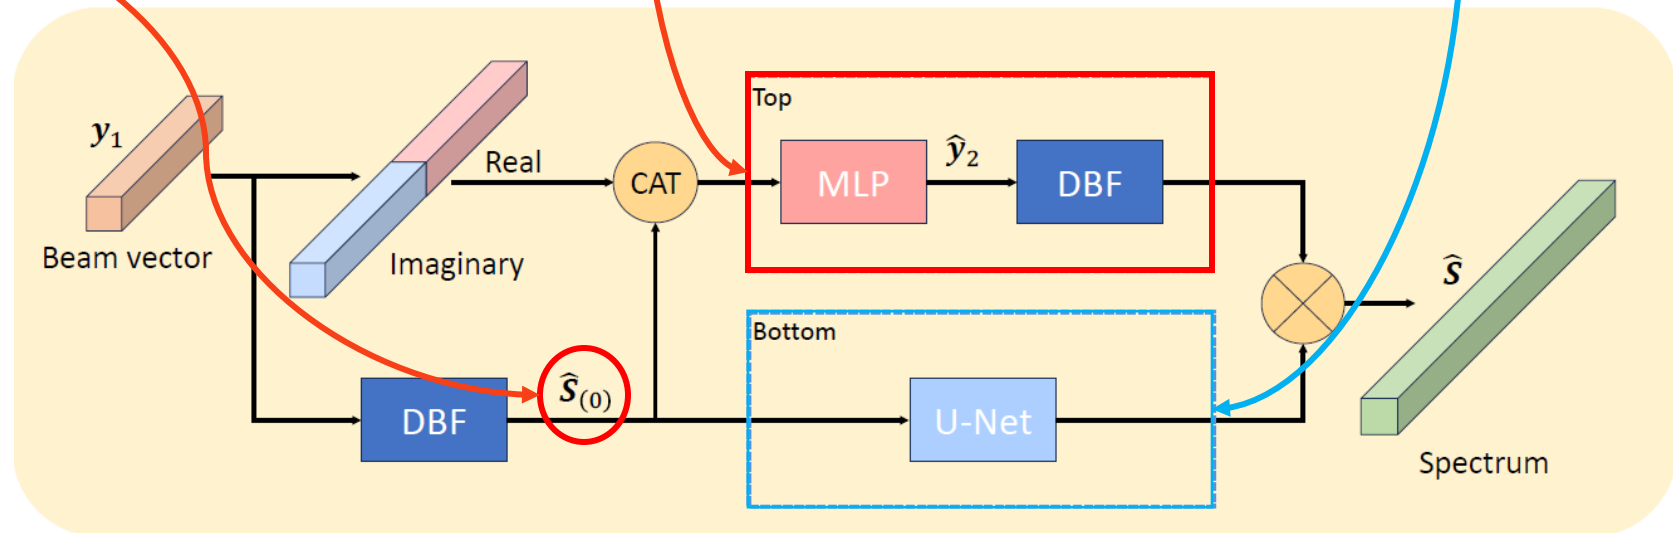 y₁
Beam vector
Real
Imaginary
CAT
Top
MLP
ŷ₂
DBF
Bottom
DBF
Ŝ₍₀₎
U-Net
Ŝ
Spectrum